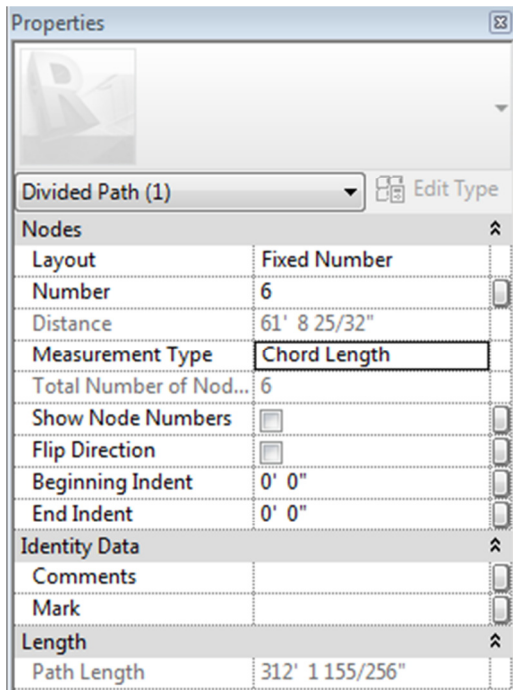 Properties
Divided Path (1) Edit Type
Nodes
Layout Fixed Number
Number 6
Distance 61' 8 25/32"
Measurement Type Chord Length
Total Number of Nod... 6
Show Node Numbers
Flip Direction
Beginning Indent 0' 0"
End Indent 0' 0"
Identity Data
Comments
Mark
Length
Path Length 312' 1 155/256"